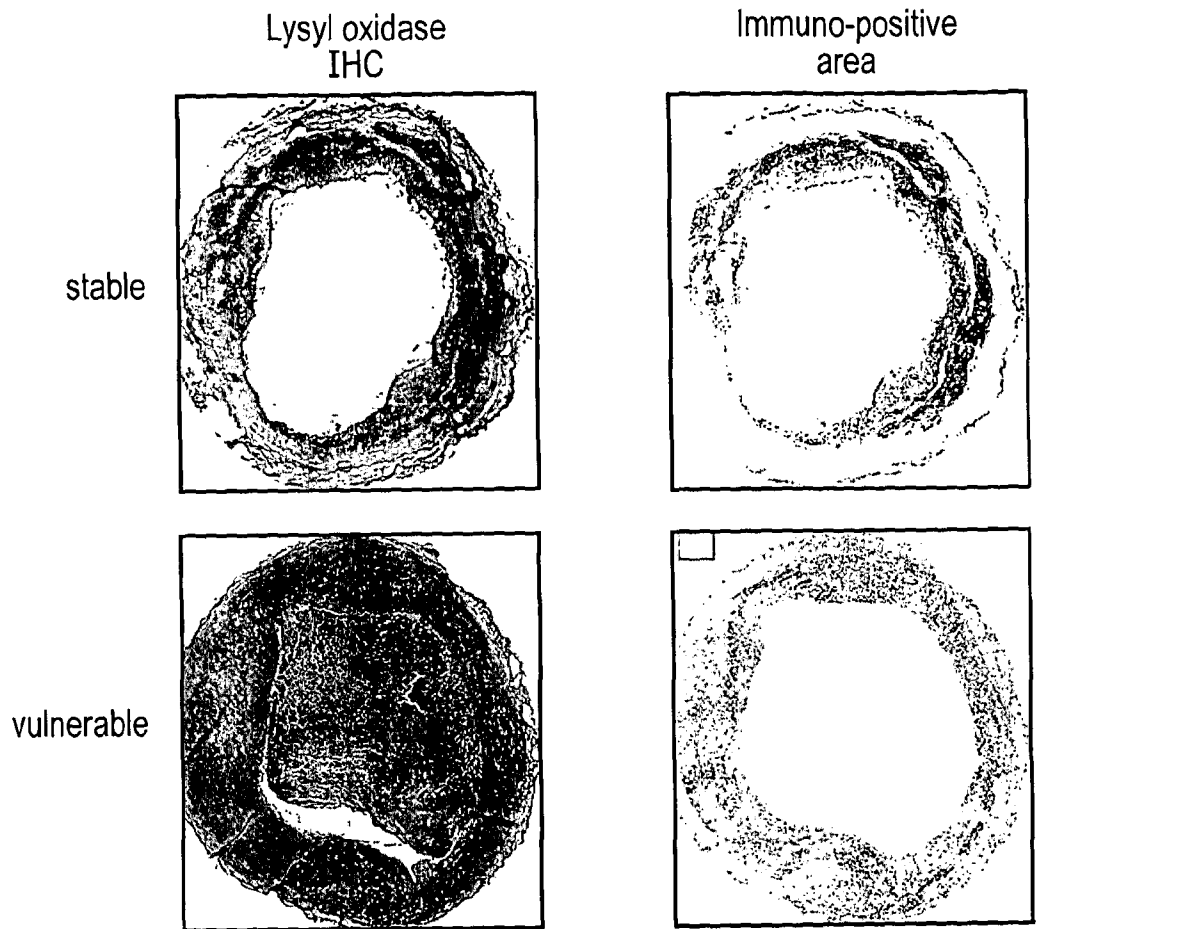 Lysyl oxidase
IHC
Immuno-positive
area
stable
vulnerable